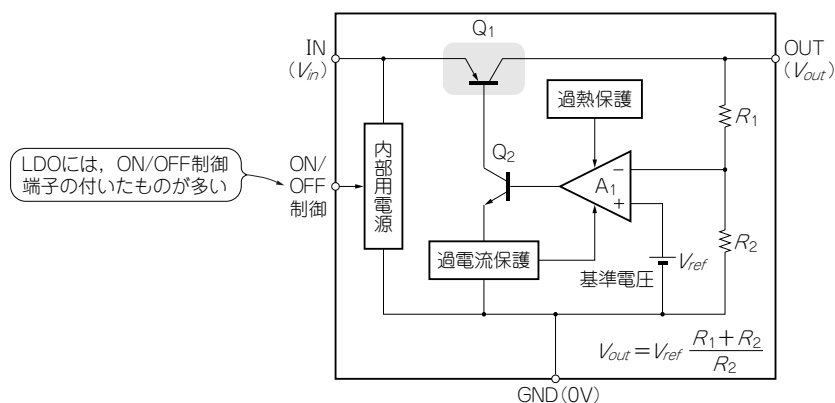 Q1
IN
(Vin)
OUT
(Vout)
過熱保護
R1
LDOには，ON/OFF制御
端子の付いたものが多い
ON/
OFF
制御
内部用電源
Q2
A1
−
+
R2
過電流保護
基準電圧
Vref
Vout＝Vref (R1＋R2)/R2
GND(0V)